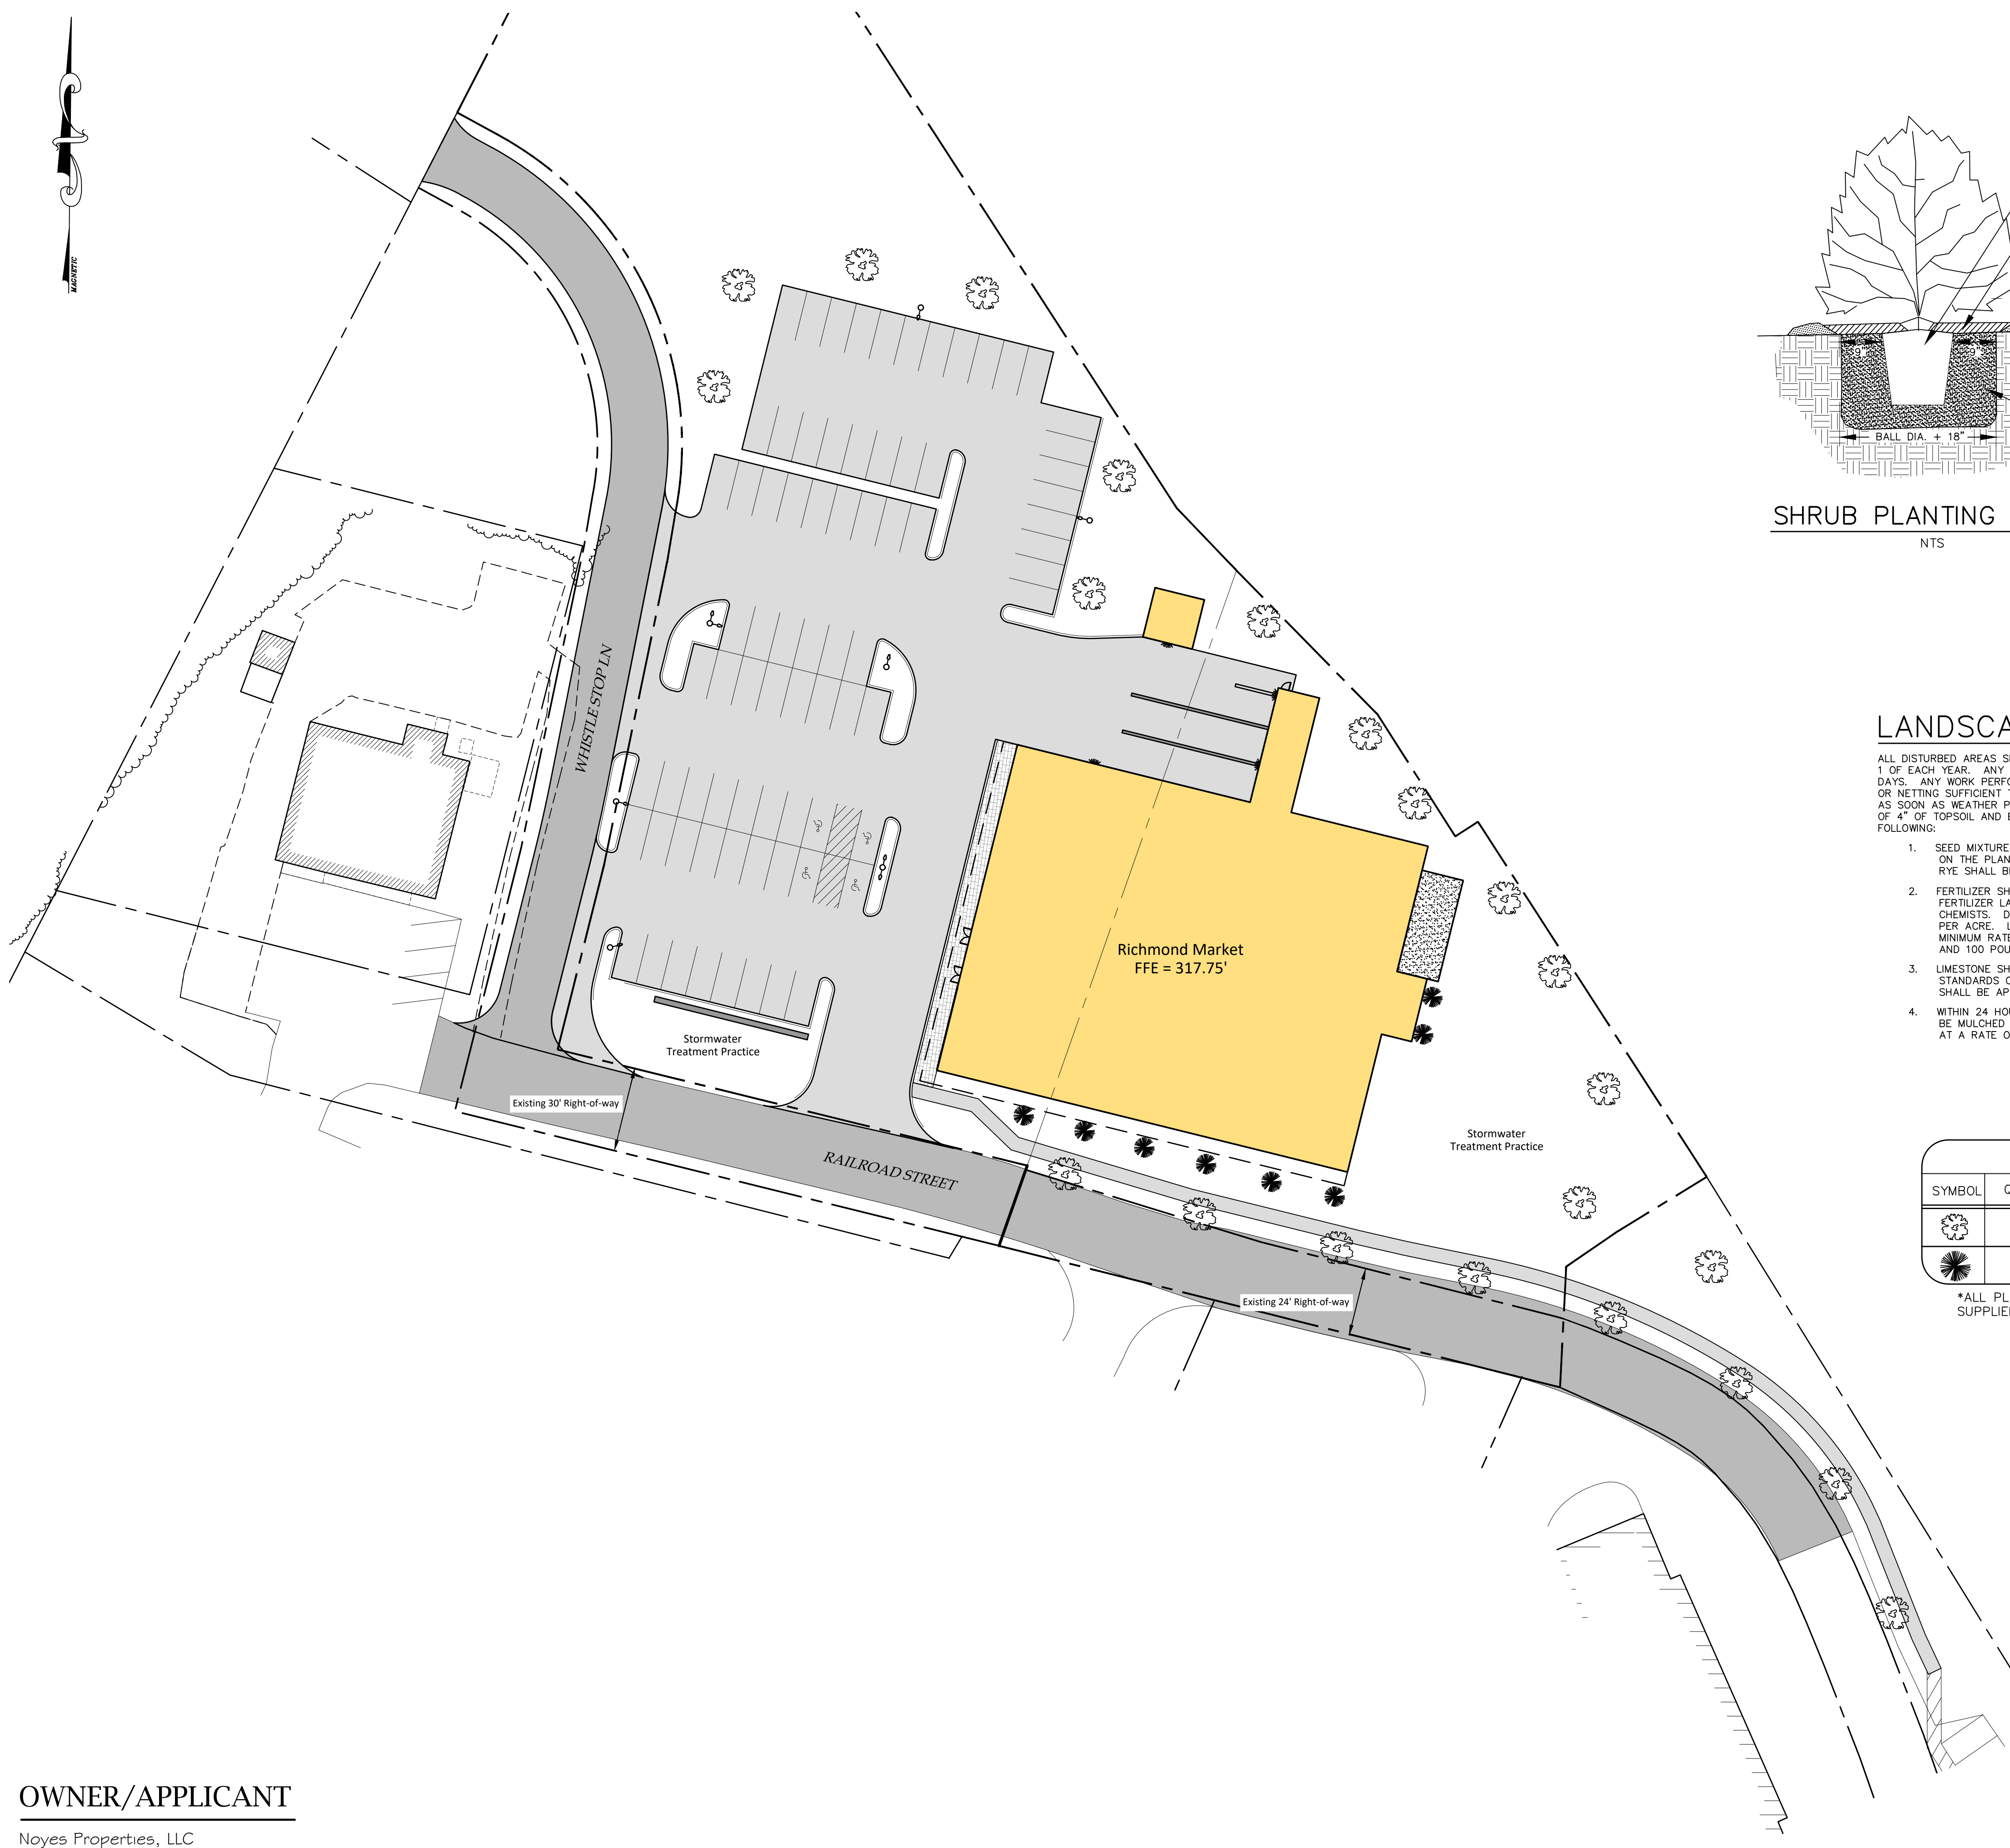 MAGNETIC
9"
9"
BALL DIA. + 18"
SHRUB PLANTING
NTS
WHISTLE STOP LN
LANDSCA
ALL DISTURBED AREAS S
1 OF EACH YEAR. ANY
DAYS. ANY WORK PERFO
OR NETTING SUFFICIENT T
AS SOON AS WEATHER P
OF 4" OF TOPSOIL AND
FOLLOWING:
1. SEED MIXTURE
ON THE PLAN
RYE SHALL B
2. FERTILIZER SH
FERTILIZER LA
CHEMISTS. D
PER ACRE. L
MINIMUM RATE
AND 100 POU
3. LIMESTONE SH
STANDARDS O
SHALL BE AP
4. WITHIN 24 HOU
BE MULCHED
AT A RATE O
Richmond Market
FFE = 317.75'
Stormwater
Treatment Practice
Existing 30' Right-of-way
RAILROAD STREET
Stormwater
Treatment Practice
Existing 24' Right-of-way
SYMBOL
*ALL PL
SUPPLIE
OWNER/APPLICANT
Noyes Properties, LLC